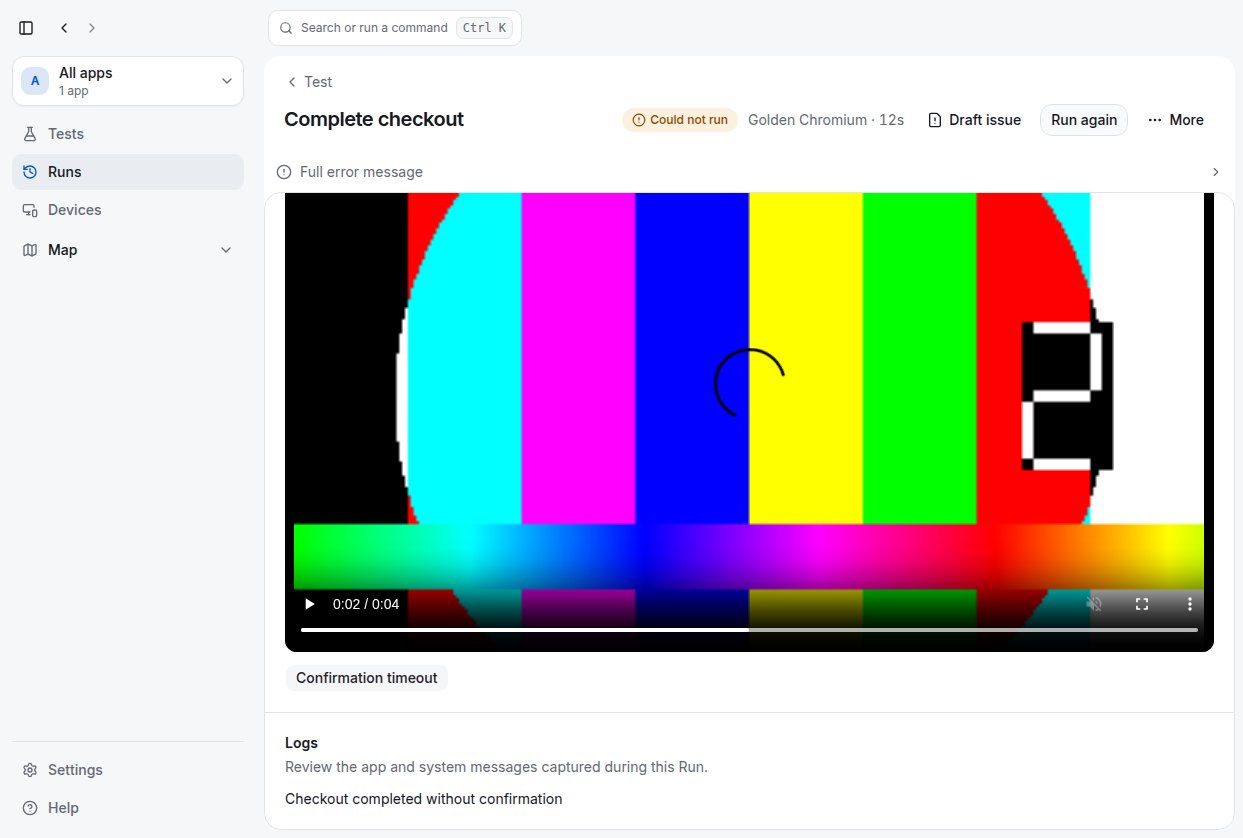 Search or run a command
Ctrl K
A
All apps
1 app
Tests
Runs
Devices
Map
Settings
Help
Test
Complete checkout
Could not run
Golden Chromium · 12s
Draft issue
Run again
More
Full error message
2
0:02 / 0:04
Confirmation timeout
Logs
Review the app and system messages captured during this Run.
Checkout completed without confirmation